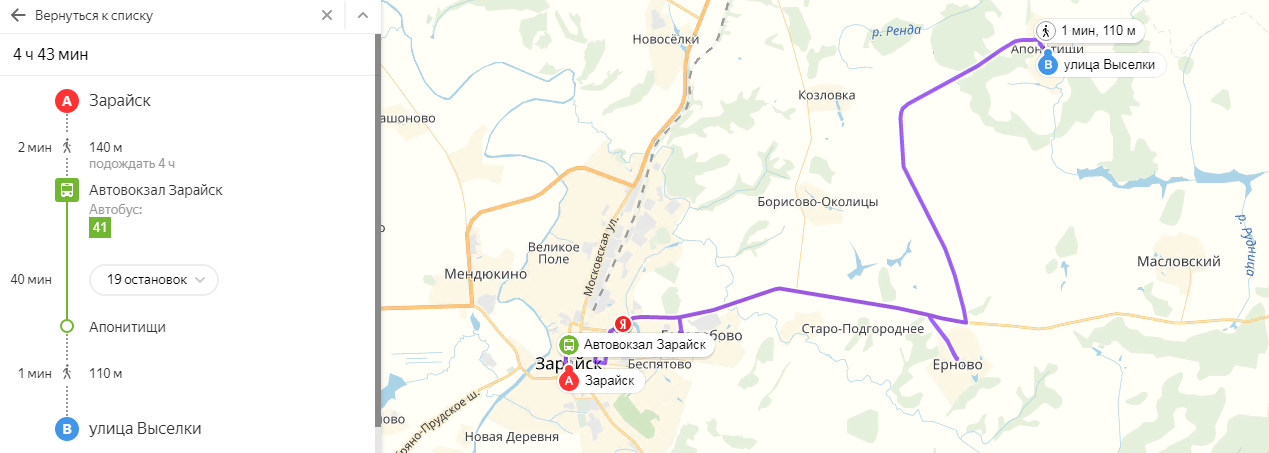 Вернуться к списку
4 ч 43 мин
A
Зарайск
2 мин
140 м
подождать 4 ч
Автовокзал Зарайск
Автобус:
41
40 мин
19 остановок
Апонитищи
1 мин
110 м
B
улица Выселки
Новосёлки
р. Ренда
1 мин, 110 м
Апонитищи
B
улица Выселки
Козловка
Борисово-Околицы
р. Рудница
Масловский
Московская ул.
Великое
Поле
Мендюкино
Я
Старо-Подгороднее
Автовокзал Зарайск
Зарайск
Беспятово
Ерново
A
Зарайск
Новая Деревня